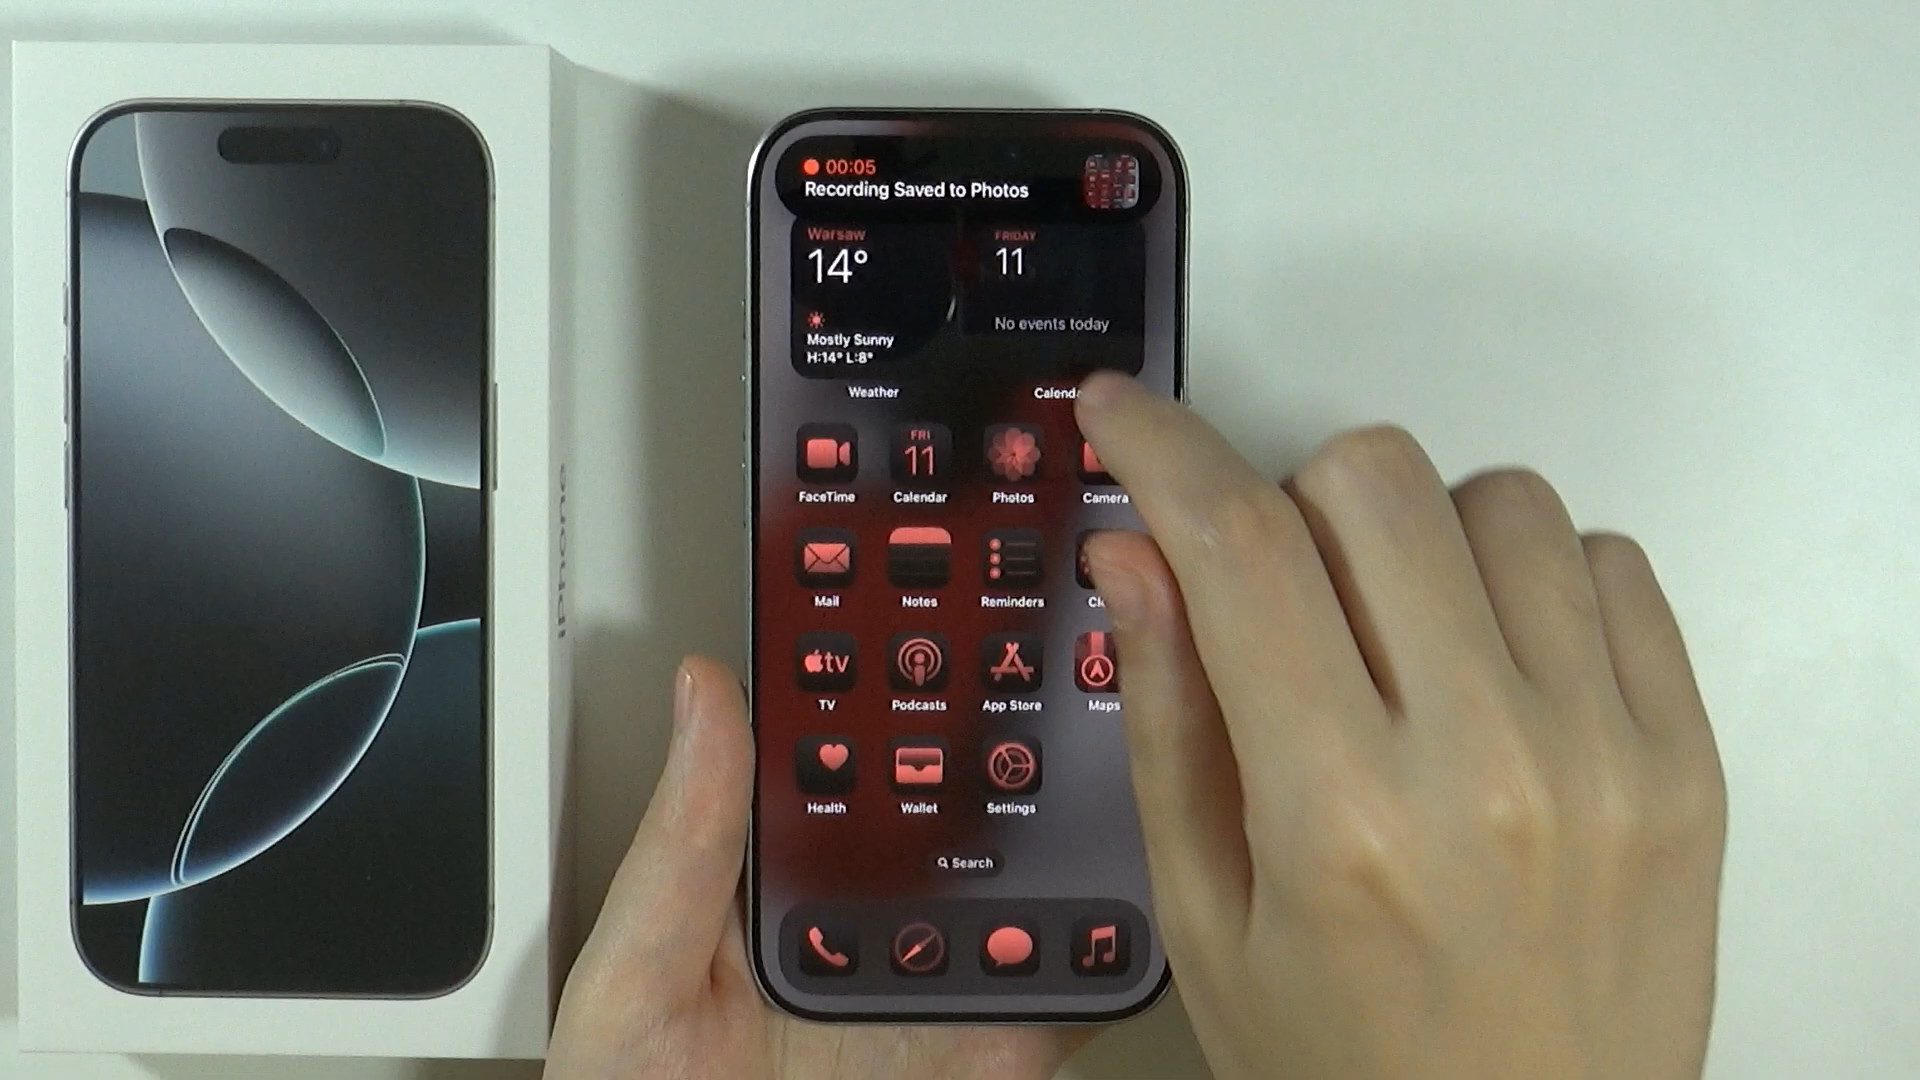 iPhone
00:05
Recording Saved to Photos
Warsaw
14°
Mostly Sunny
H:14° L:8°
FRIDAY
11
No events today
Weather
Calend
FaceTime
FRI
11
Calendar
Photos
Camera
Mail
Notes
Reminders
Cl
tv
TV
Podcasts
App Store
Maps
Health
Wallet
Settings
Search